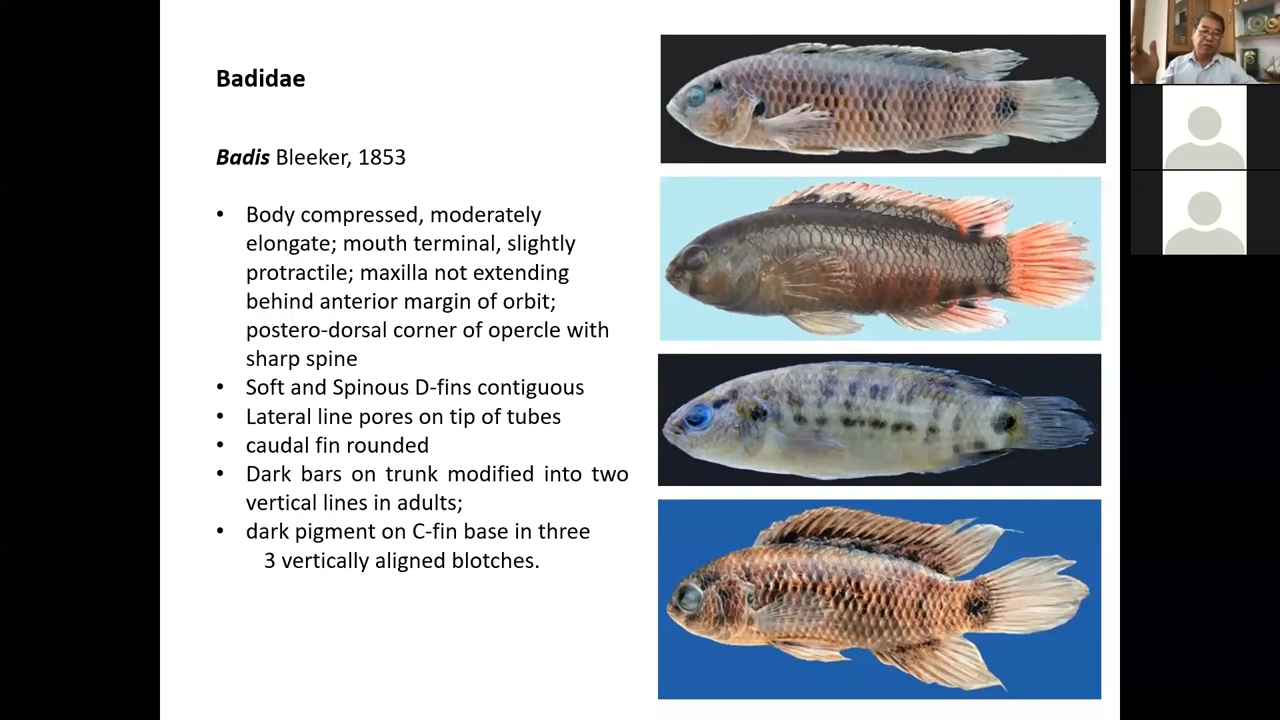 Badidae
Badis Bleeker, 1853
• Body compressed, moderately
elongate; mouth terminal, slightly
protractile; maxilla not extending
behind anterior margin of orbit;
postero-dorsal corner of opercle with
sharp spine
• Soft and Spinous D-fins contiguous
• Lateral line pores on tip of tubes
• caudal fin rounded
• Dark bars on trunk modified into two
vertical lines in adults;
• dark pigment on C-fin base in three
3 vertically aligned blotches.